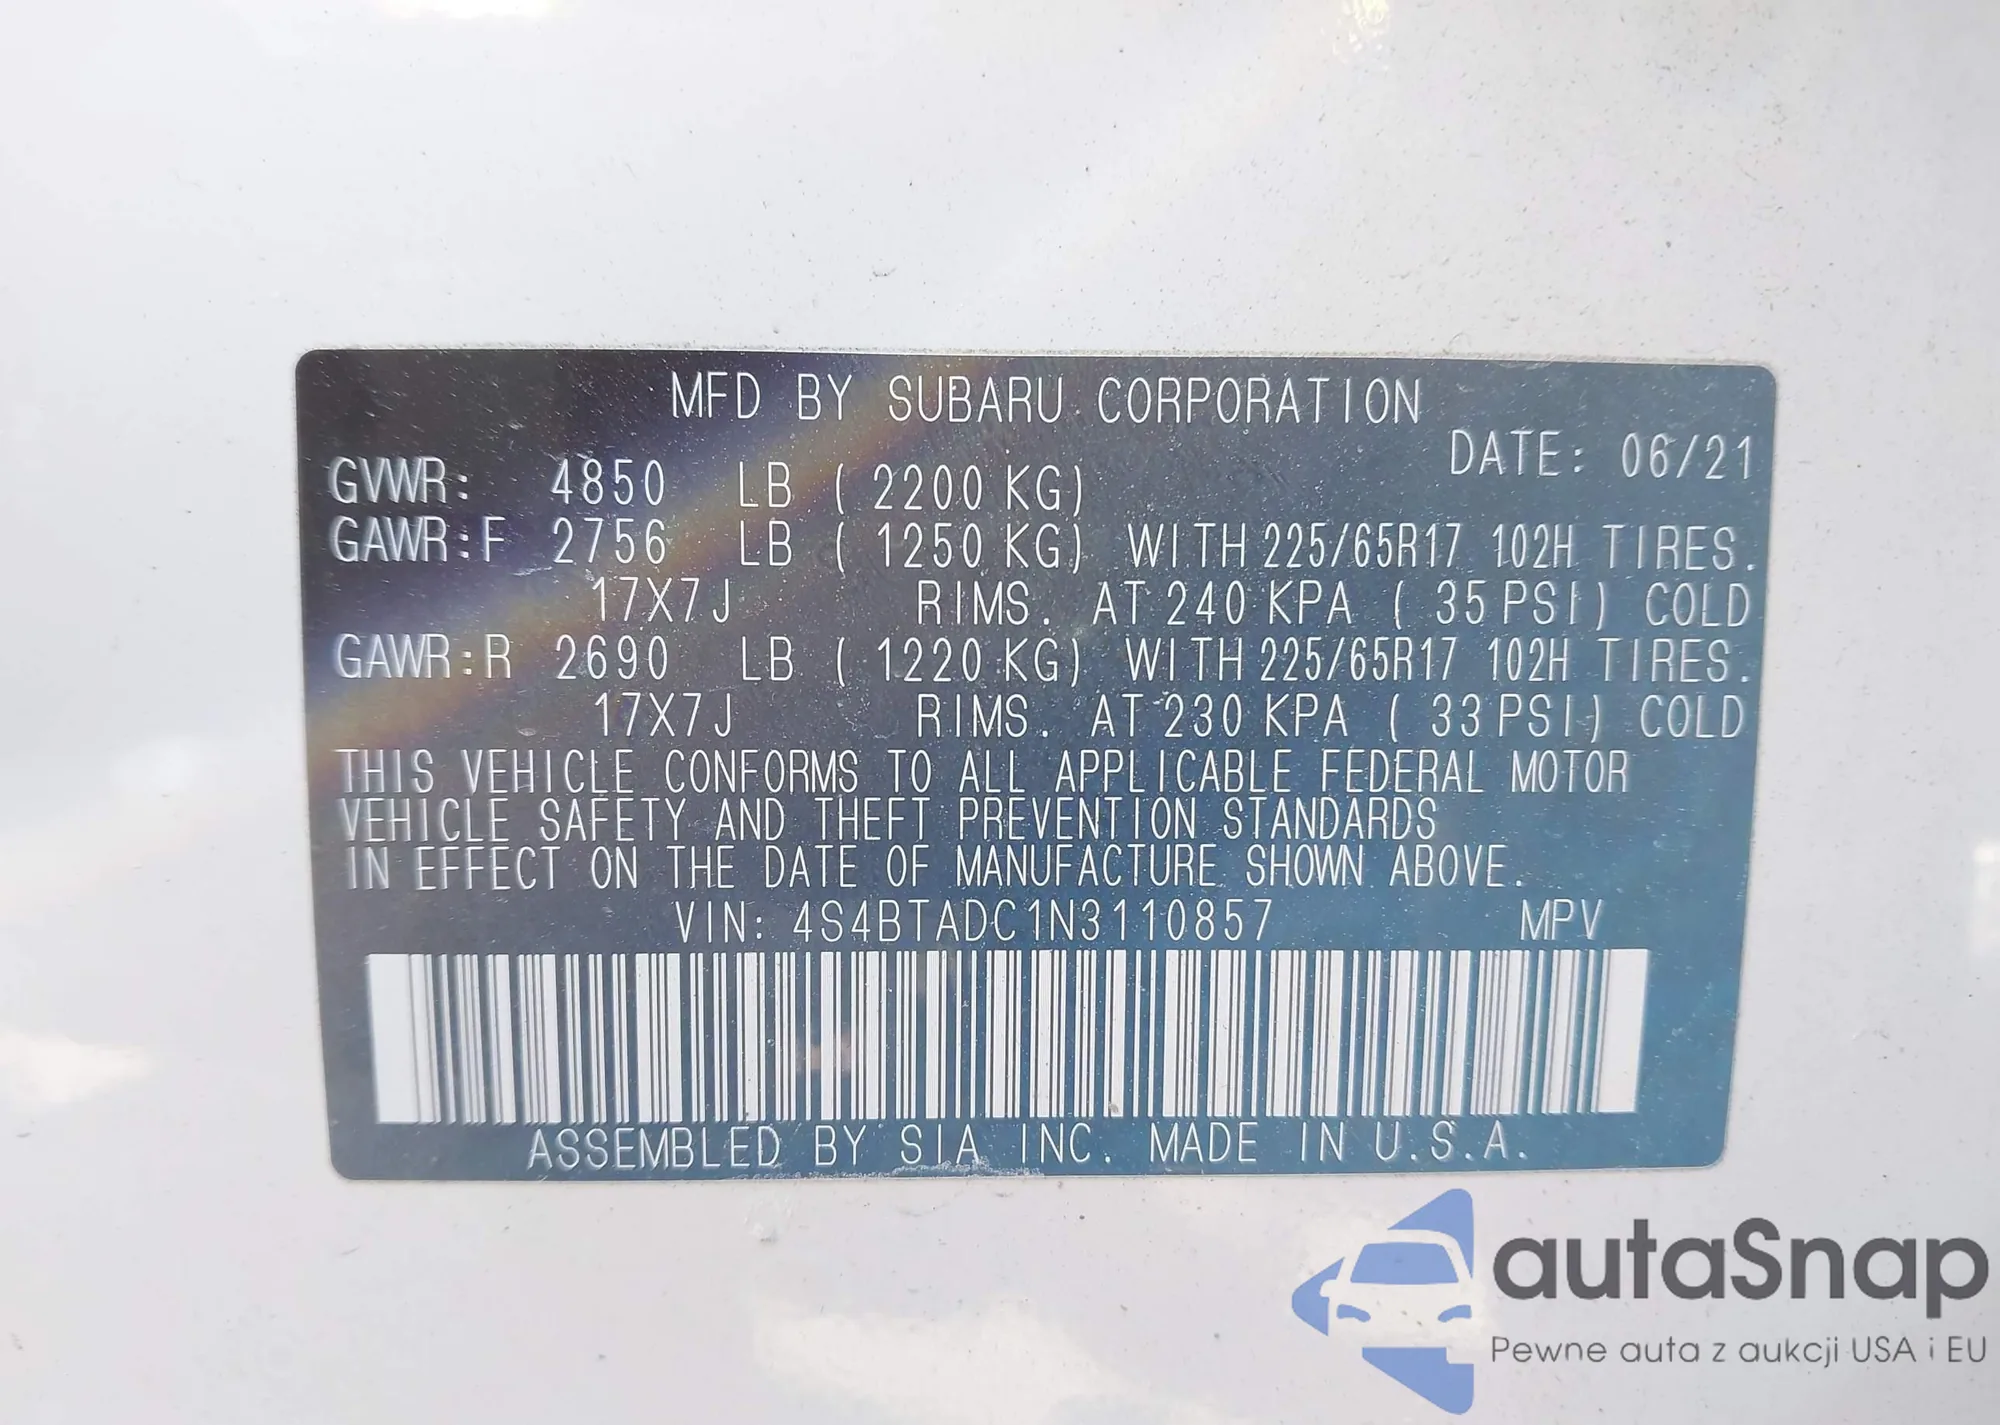 MFD BY SUBARU CORPORATION
DATE: 06/21
GVWR: 4850 LB ( 2200 KG)
GAWR:F 2756 LB ( 1250 KG) WITH 225/65R17 102H TIRES.
17X7J RIMS. AT 240 KPA ( 35 PSI) COLD
GAWR:R 2690 LB ( 1220 KG) WITH 225/65R17 102H TIRES.
17X7J RIMS. AT 230 KPA ( 33 PSI) COLD
THIS VEHICLE CONFORMS TO ALL APPLICABLE FEDERAL MOTOR
VEHICLE SAFETY AND THEFT PREVENTION STANDARDS
IN EFFECT ON THE DATE OF MANUFACTURE SHOWN ABOVE.
VIN: 4S4BTADC1N3110857 MPV
ASSEMBLED BY SIA INC. MADE IN U.S.A.
autaSnap
Pewne auta z aukcji USA i EU